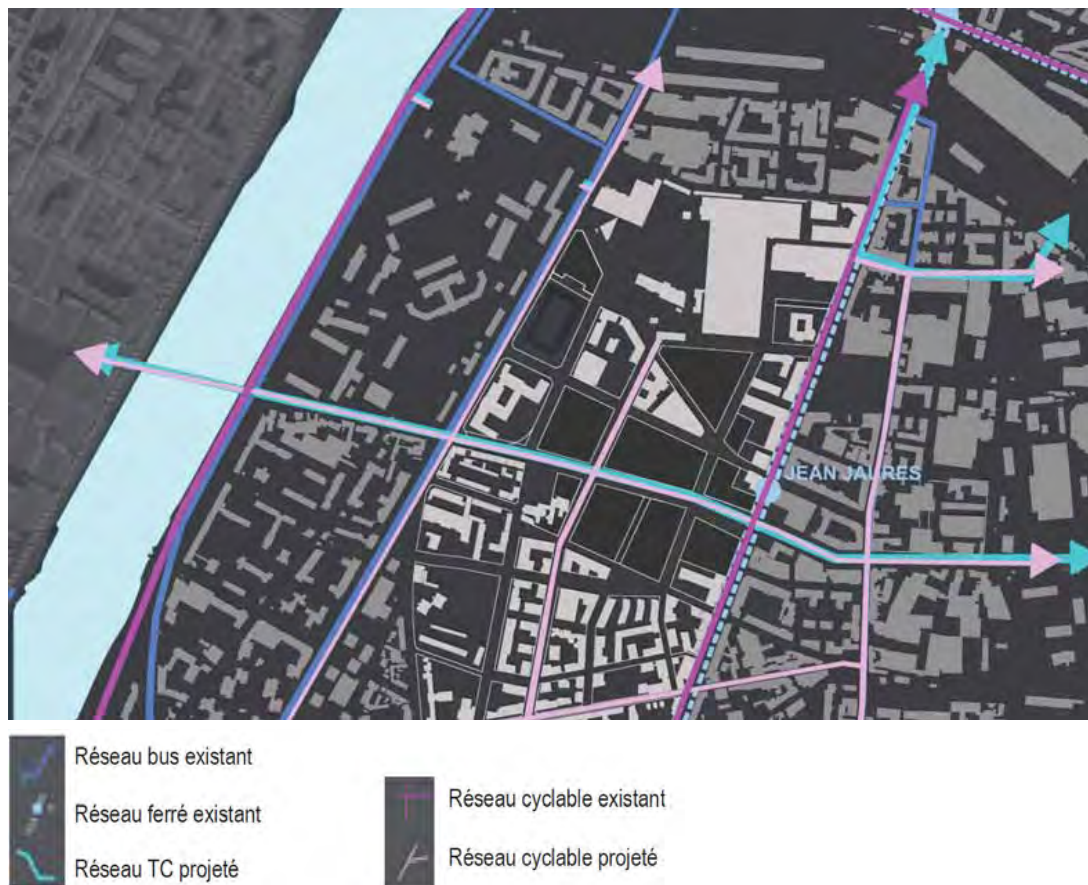 JEAN JAURES
Réseau bus existant
Réseau ferré existant
Réseau TC projeté
Réseau cyclable existant
Réseau cyclable projeté